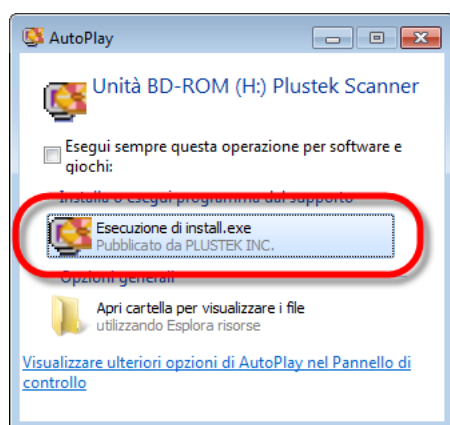 AutoPlay
Unità BD-ROM (H:) Plustek Scanner
Esegui sempre questa operazione per software e
giochi:
Installa o esegui programma dal supporto
Esecuzione di install.exe
Pubblicato da PLUSTEK INC.
Opzioni generali
Apri cartella per visualizzare i file
utilizzando Esplora risorse
Visualizzare ulteriori opzioni di AutoPlay nel Pannello di
controllo